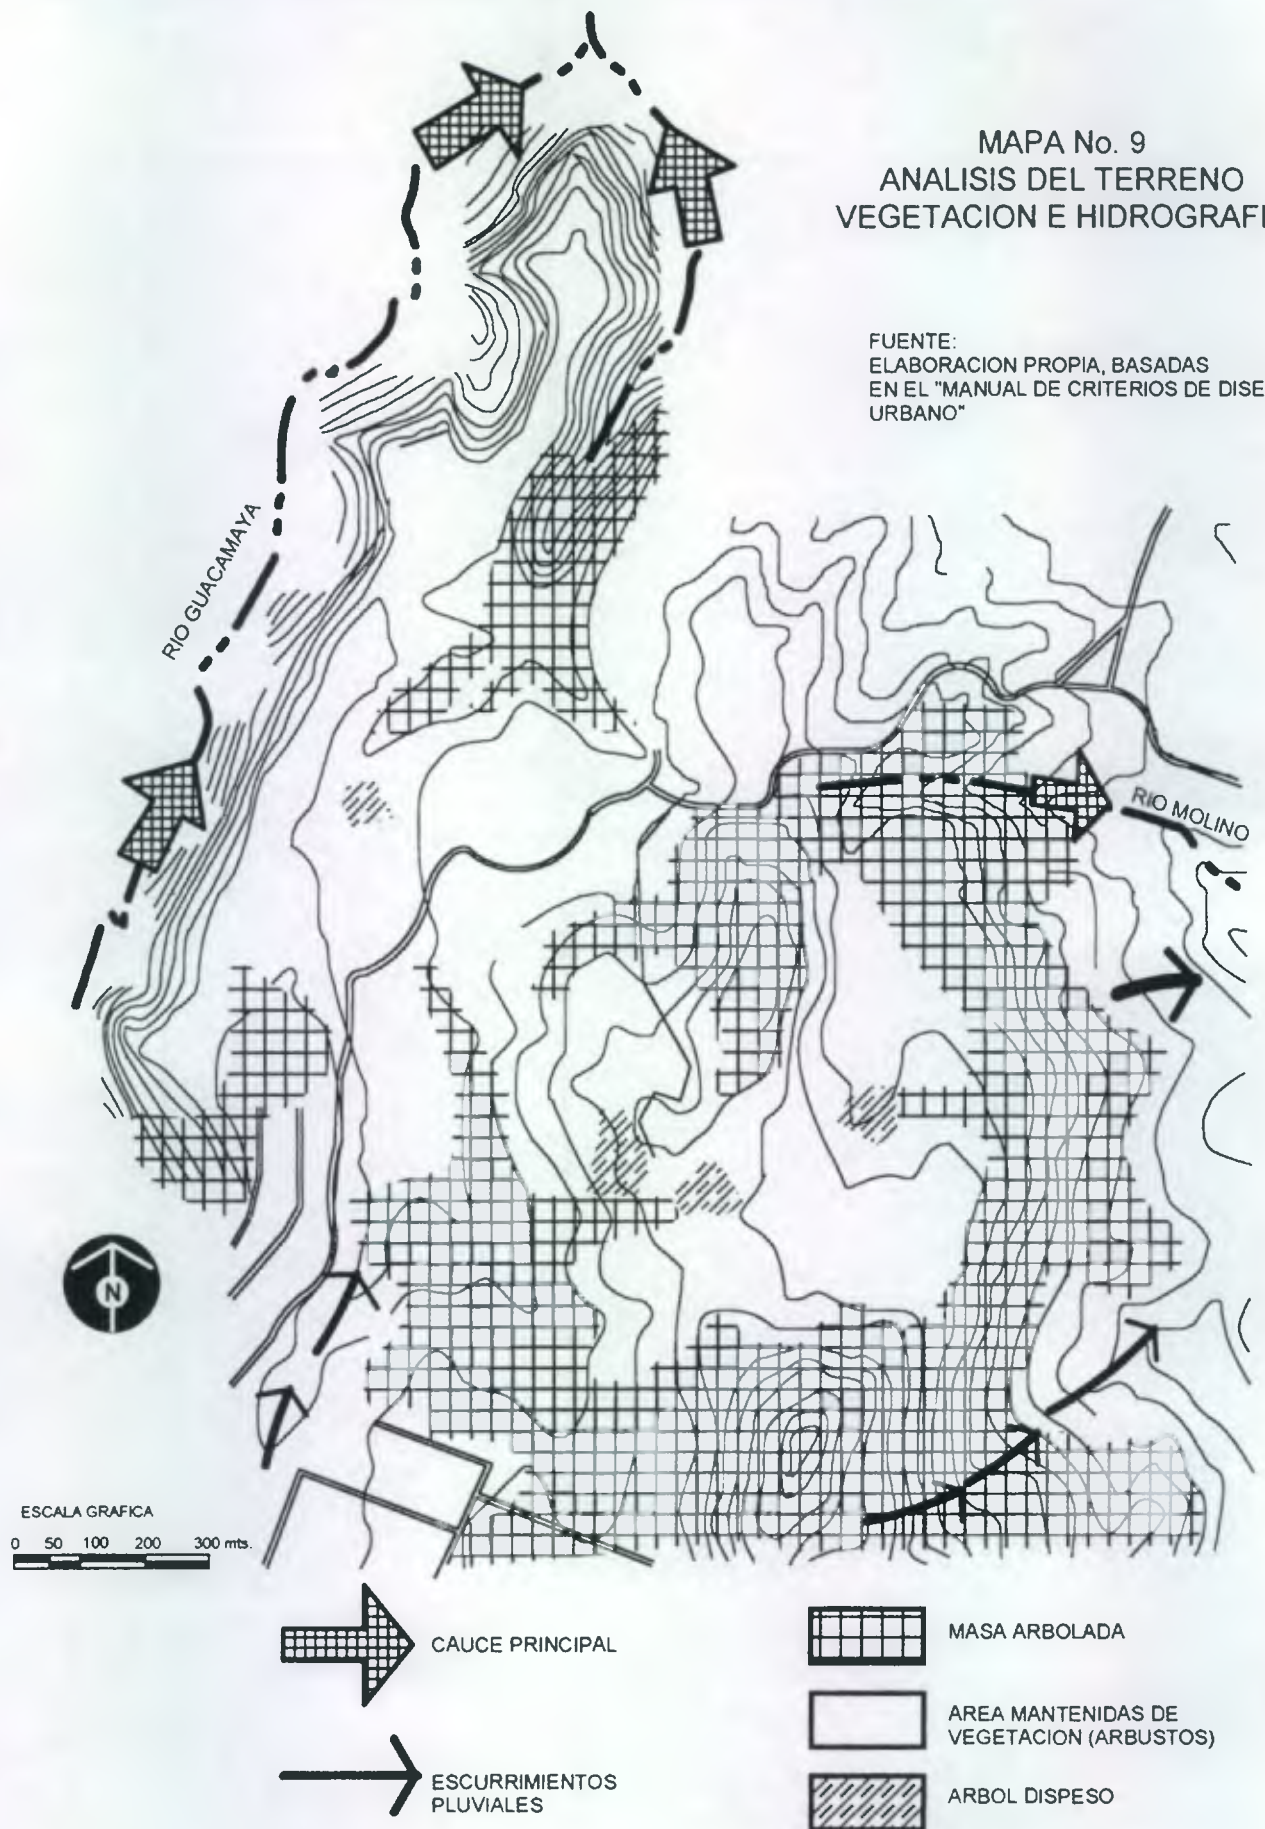 MAPA No. 9
ANALISIS DEL TERRENO
VEGETACION E HIDROGRAFI
FUENTE:
ELABORACION PROPIA, BASADAS
EN EL "MANUAL DE CRITERIOS DE DISE
URBANO"
RIO GUACAMAYA
RIO MOLINO
N
ESCALA GRAFICA
0 50 100 200 300 mts.
CAUCE PRINCIPAL
ESCURRIMIENTOS
PLUVIALES
MASA ARBOLADA
AREA MANTENIDAS DE
VEGETACION (ARBUSTOS)
ARBOL DISPESO